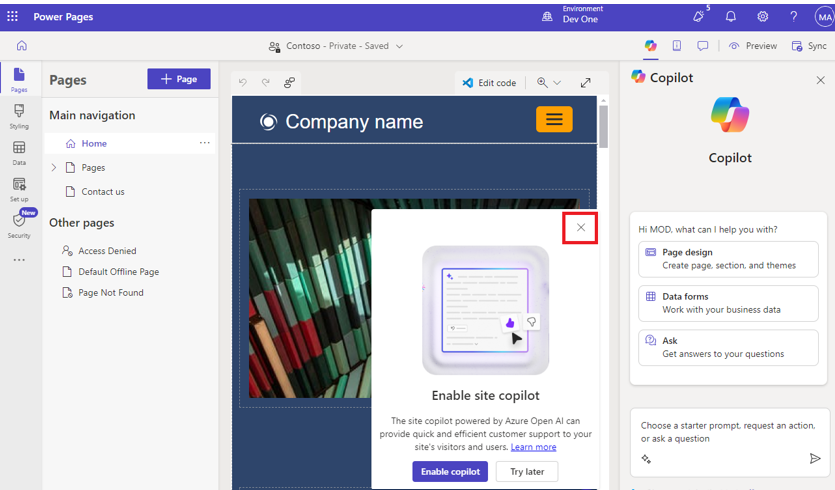 Power Pages
Environment
Dev One
5
MA
Contoso - Private - Saved
Preview
Sync
Pages
Styling
Data
Set up
New
Security
Pages
+ Page
Main navigation
Home
Pages
Contact us
Other pages
Access Denied
Default Offline Page
Page Not Found
Edit code
Company name
Enable site copilot
The site copilot powered by Azure Open AI can
provide quick and efficient customer support to your
site's visitors and users. Learn more
Enable copilot
Try later
Copilot
Copilot
Hi MOD, what can I help you with?
Page design
Create page, section, and themes
Data forms
Work with your business data
Ask
Get answers to your questions
Choose a starter prompt, request an action,
or ask a question